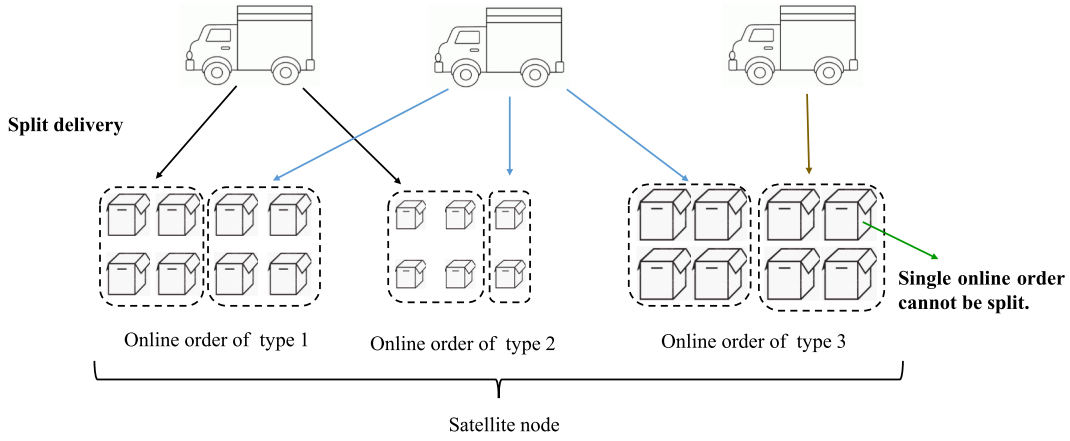 Split delivery
Single online order
cannot be split.
Online order of type 1
Online order of type 2
Online order of type 3
Satellite node